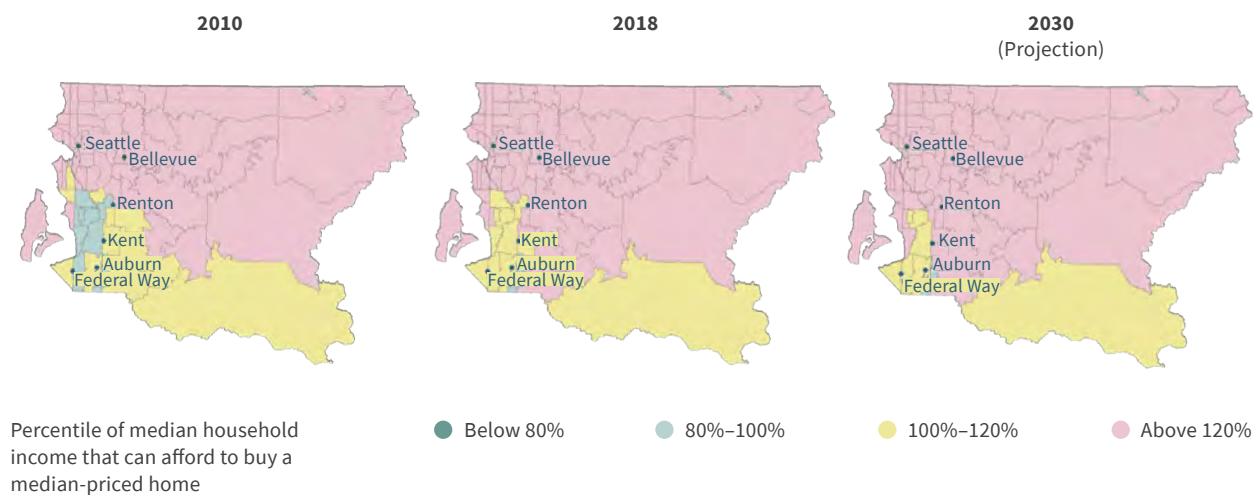 2010
2018
2030
(Projection)
Seattle
Bellevue
Renton
Kent
Auburn
Federal Way
Seattle
Bellevue
Renton
Kent
Auburn
Federal Way
Seattle
Bellevue
Renton
Kent
Auburn
Federal Way
Percentile of median household
income that can afford to buy a
median-priced home
Below 80%
80%–100%
100%–120%
Above 120%